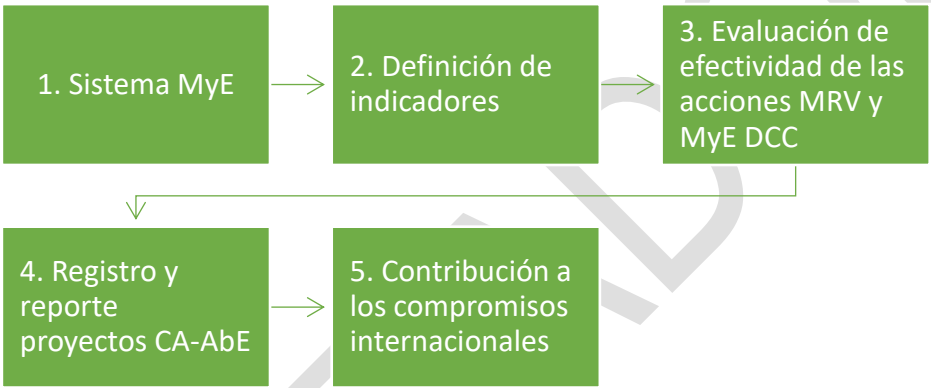 1. Sistema MyE
2. Definición de
indicadores
3. Evaluación de
efectividad de las
acciones MRV y
MyE DCC
4. Registro y
reporte
proyectos CA-AbE
5. Contribución a
los compromisos
internacionales